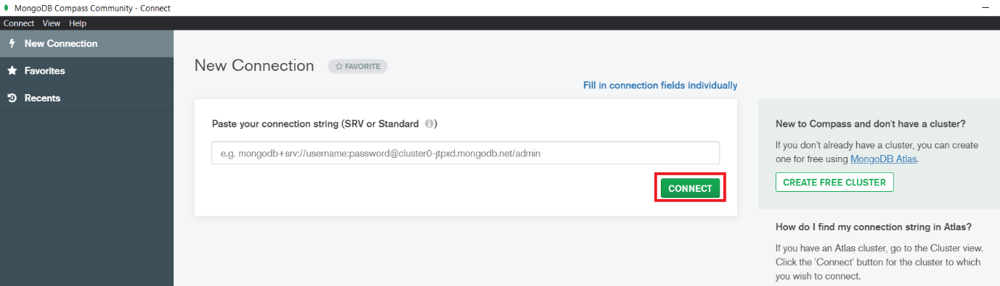 MongoDB Compass Community - Connect
Connect View Help
New Connection
Favorites
Recents
New Connection
FAVORITE
Fill in connection fields individually
Paste your connection string (SRV or Standard )
e.g. mongodb+srv://username:password@cluster0-jtpxd.mongodb.net/admin
CONNECT
New to Compass and don't have a cluster?
If you don't already have a cluster, you can create
one for free using MongoDB Atlas.
CREATE FREE CLUSTER
How do I find my connection string in Atlas?
If you have an Atlas cluster, go to the Cluster view.
Click the 'Connect' button for the cluster to which
you wish to connect.